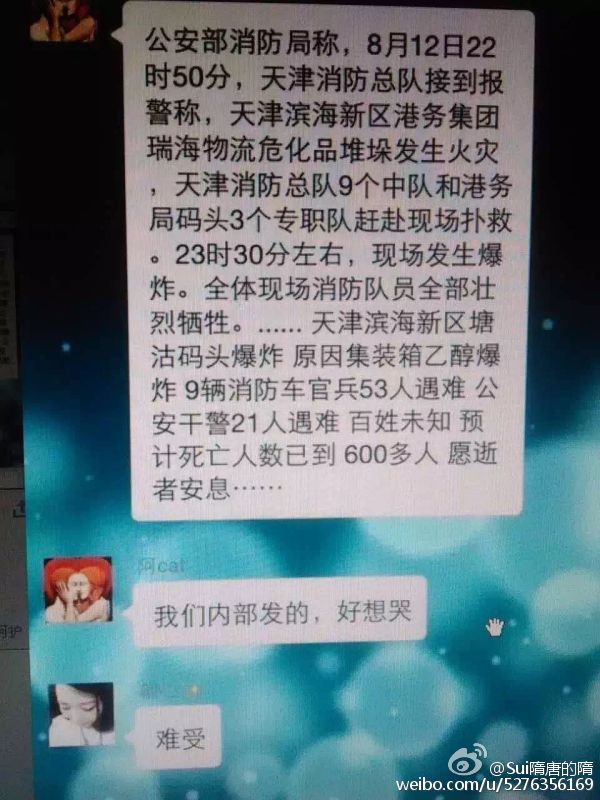 公安部消防局称，8月12日22
时50分，天津消防总队接到报
警称，天津滨海新区港务集团
瑞海物流危化品堆垛发生火灾
，天津消防总队9个中队和港务
局码头3个专职队赶赴现场扑救
。23时30分左右，现场发生爆
炸。全体现场消防队员全部壮
烈牺牲。...... 天津滨海新区塘
沽码头爆炸 原因集装箱乙醇爆
炸 9辆消防车官兵53人遇难 公
安干警21人遇难 百姓未知 预
计死亡人数已到 600多人 愿逝
者安息……
阿cat
我们内部发的，好想哭
难受
@Sui隋唐的隋
weibo.com/u/5276356169